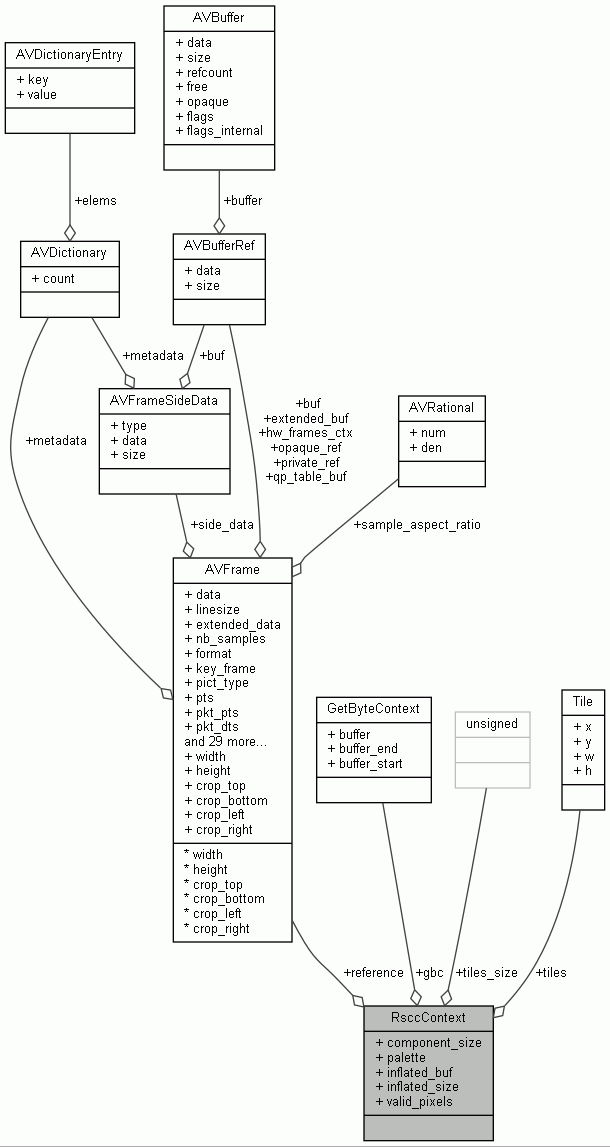 AVBuffer
+ data
+ size
+ refcount
+ free
+ opaque
+ flags
+ flags_internal
AVDictionaryEntry
+ key
+ value
+elems
+buffer
AVDictionary
+ count
AVBufferRef
+ data
+ size
+metadata
+buf
AVFrameSideData
+ type
+ data
+ size
+metadata
+buf
+extended_buf
+hw_frames_ctx
+opaque_ref
+private_ref
+qp_table_buf
AVRational
+ num
+ den
+side_data
+sample_aspect_ratio
AVFrame
+ data
+ linesize
+ extended_data
+ nb_samples
+ format
+ key_frame
+ pict_type
+ pts
+ pkt_pts
+ pkt_dts
and 29 more...
+ width
+ height
+ crop_top
+ crop_bottom
+ crop_left
+ crop_right
* width
* height
* crop_top
* crop_bottom
* crop_left
* crop_right
GetByteContext
+ buffer
+ buffer_end
+ buffer_start
unsigned
Tile
+ x
+ y
+ w
+ h
+reference
+gbc
+tiles_size
+tiles
RsccContext
+ component_size
+ palette
+ inflated_buf
+ inflated_size
+ valid_pixels